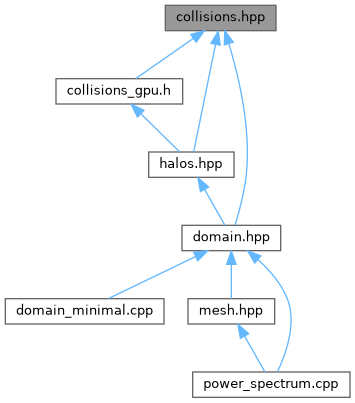 collisions.hpp
collisions_gpu.h
halos.hpp
domain.hpp
domain_minimal.cpp
mesh.hpp
power_spectrum.cpp